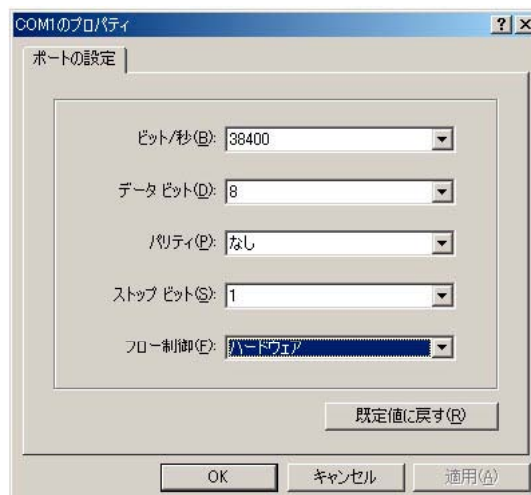 COM1のプロパティ
ポートの設定
ビット/秒(B): 38400
データ ビット(D): 8
パリティ(P): なし
ストップ ビット(S): 1
フロー制御(F): ハードウェア
既定値に戻す(R)
OK キャンセル 適用(A)